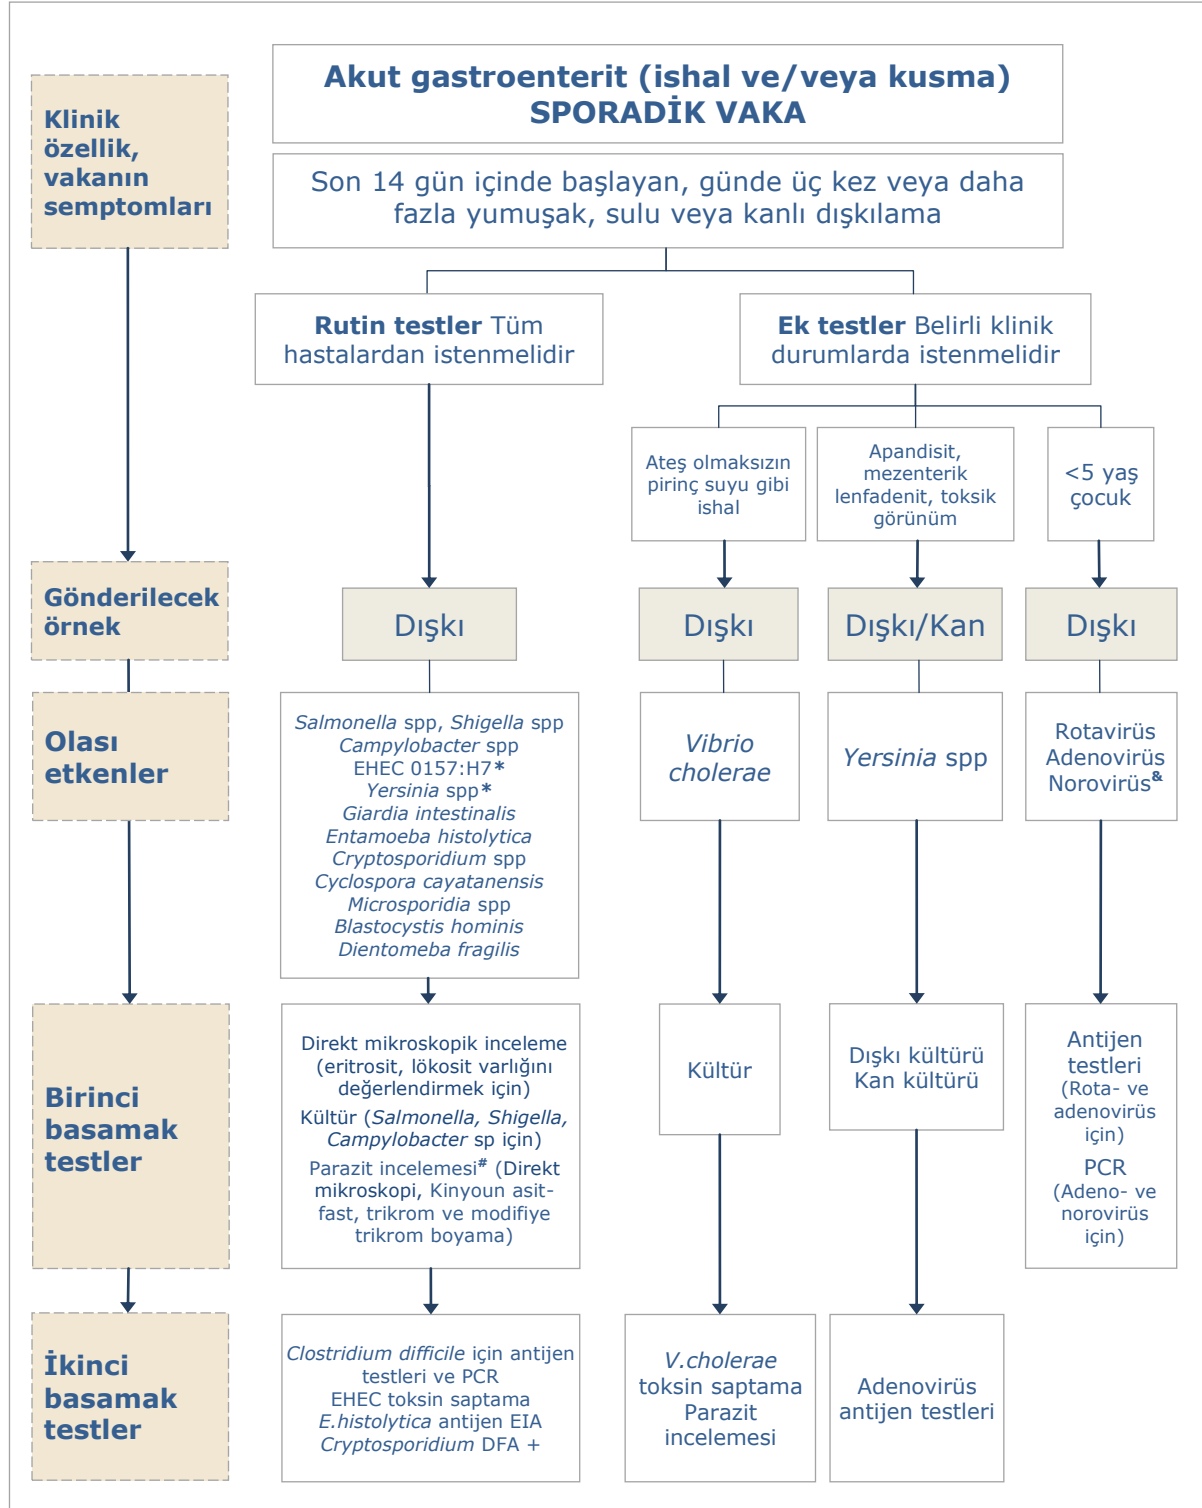 Akut gastroenterit (ishal ve/veya kusma)
SPORADİK VAKA
Klinik
özellik,
vakanın
semptomları
Son 14 gün içinde başlayan, günde üç kez veya daha
fazla yumuşak, sulu veya kanlı dışkılama
Rutin testler Tüm
hastalardan istenmelidir
Ek testler Belirli klinik
durumlarda istenmelidir
Ateş olmaksızın
pirinç suyu gibi
ishal
Apandisit,
mezenterik
lenfadenit, toksik
görünüm
<5 yaş
çocuk
Gönderilecek
örnek
Dışkı
Dışkı
Dışkı/Kan
Dışkı
Olası
etkenler
Salmonella spp, Shigella spp
Campylobacter spp
EHEC 0157:H7*
Yersinia spp*
Giardia intestinalis
Entamoeba histolytica
Cryptosporidium spp
Cyclospora cayatanensis
Microsporidia spp
Blastocystis hominis
Dientomeba fragilis
Vibrio
cholerae
Yersinia spp
Rotavirüs
Adenovirüs
Norovirüs&
Birinci
basamak
testler
Direkt mikroskopik inceleme
(eritrosit, lökosit varlığını
değerlendirmek için)
Kültür (Salmonella, Shigella,
Campylobacter sp için)
Parazit incelemesi# (Direkt
mikroskopi, Kinyoun asit-
fast, trikrom ve modifiye
trikrom boyama)
Kültür
Dışkı kültürü
Kan kültürü
Antijen
testleri
(Rota- ve
adenovirüs
için)
PCR
(Adeno- ve
norovirüs
için)
İkinci
basamak
testler
Clostridium difficile için antijen
testleri ve PCR
EHEC toksin saptama
E.histolytica antijen EIA
Cryptosporidium DFA +
V.cholerae
toksin saptama
Parazit
incelemesi
Adenovirüs
antijen testleri